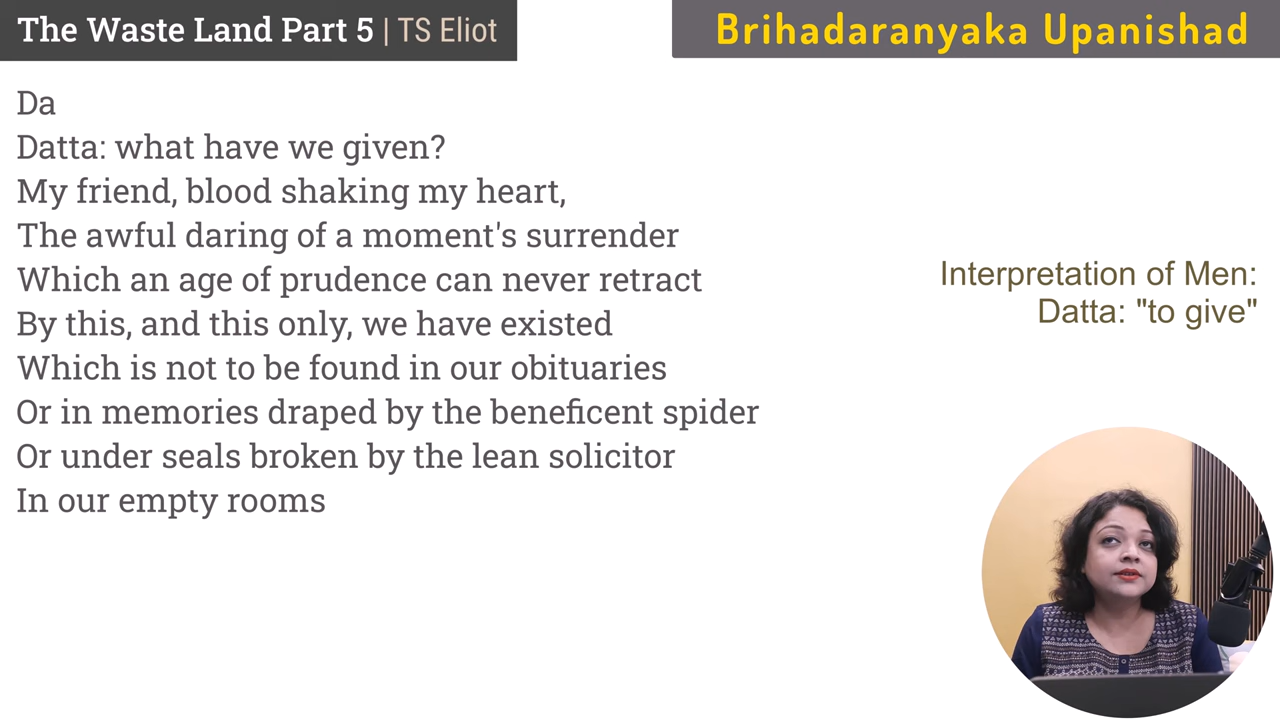 The Waste Land Part 5 | TS Eliot
Brihadaranyaka Upanishad
Da
Datta: what have we given?
My friend, blood shaking my heart,
The awful daring of a moment's surrender
Which an age of prudence can never retract
By this, and this only, we have existed
Which is not to be found in our obituaries
Or in memories draped by the beneficent spider
Or under seals broken by the lean solicitor
In our empty rooms
Interpretation of Men:
Datta: "to give"